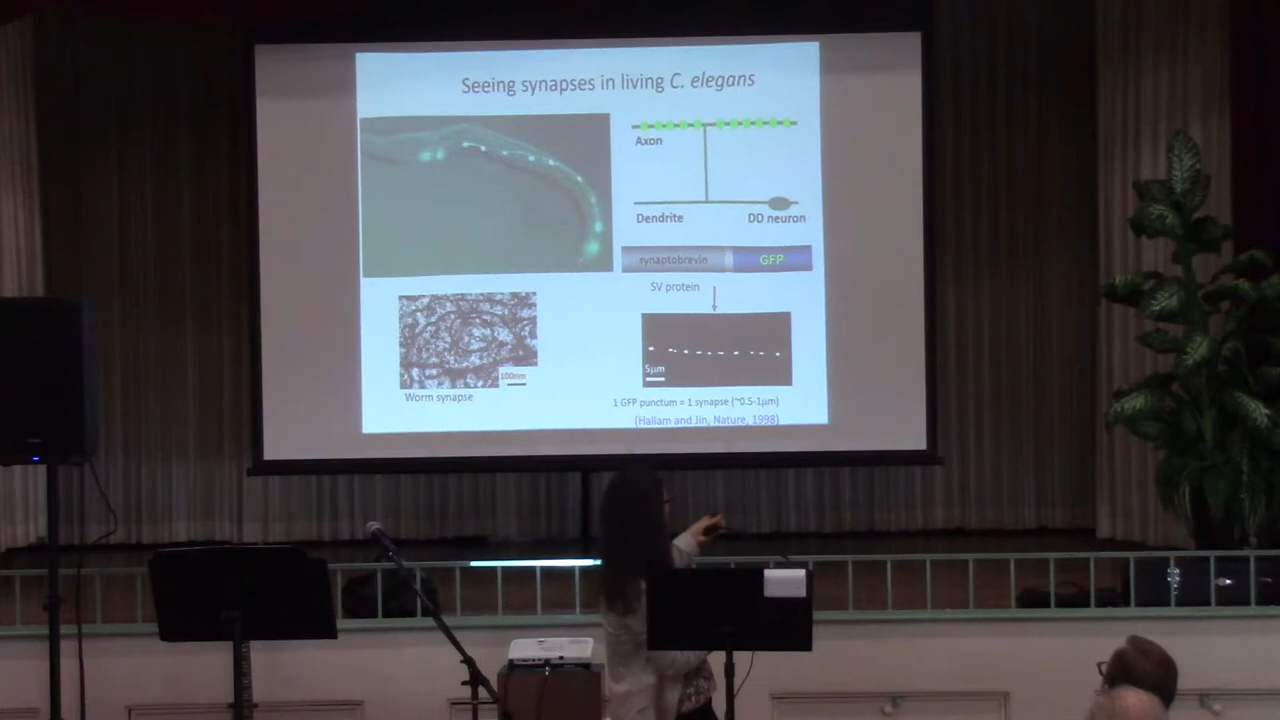 Seeing synapses in living C. elegans
Axon
Dendrite
DD neuron
synaptobrevin
GFP
SV protein
5μm
100nm
Worm synapse
1 GFP punctum = 1 synapse (~0.5-1μm)
(Hallam and Jin, Nature, 1998)